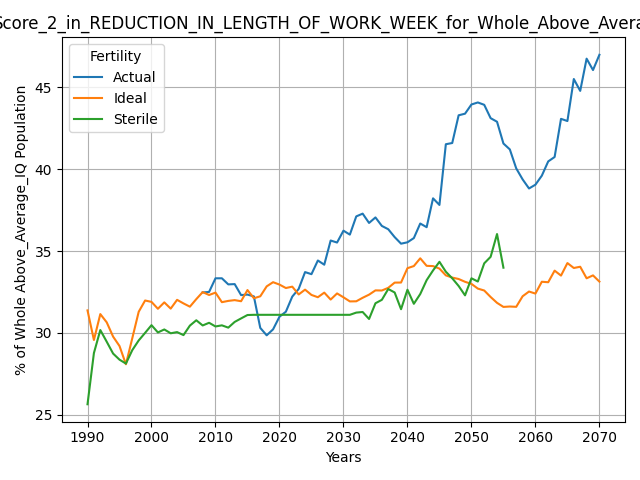 Score_2_in_REDUCTION_IN_LENGTH_OF_WORK_WEEK_for_Whole_Above_Avera
Fertility
Actual
Ideal
Sterile
% of Whole Above_Average_IQ Population
45
40
35
30
25
1990 2000 2010 2020 2030 2040 2050 2060 2070
Years